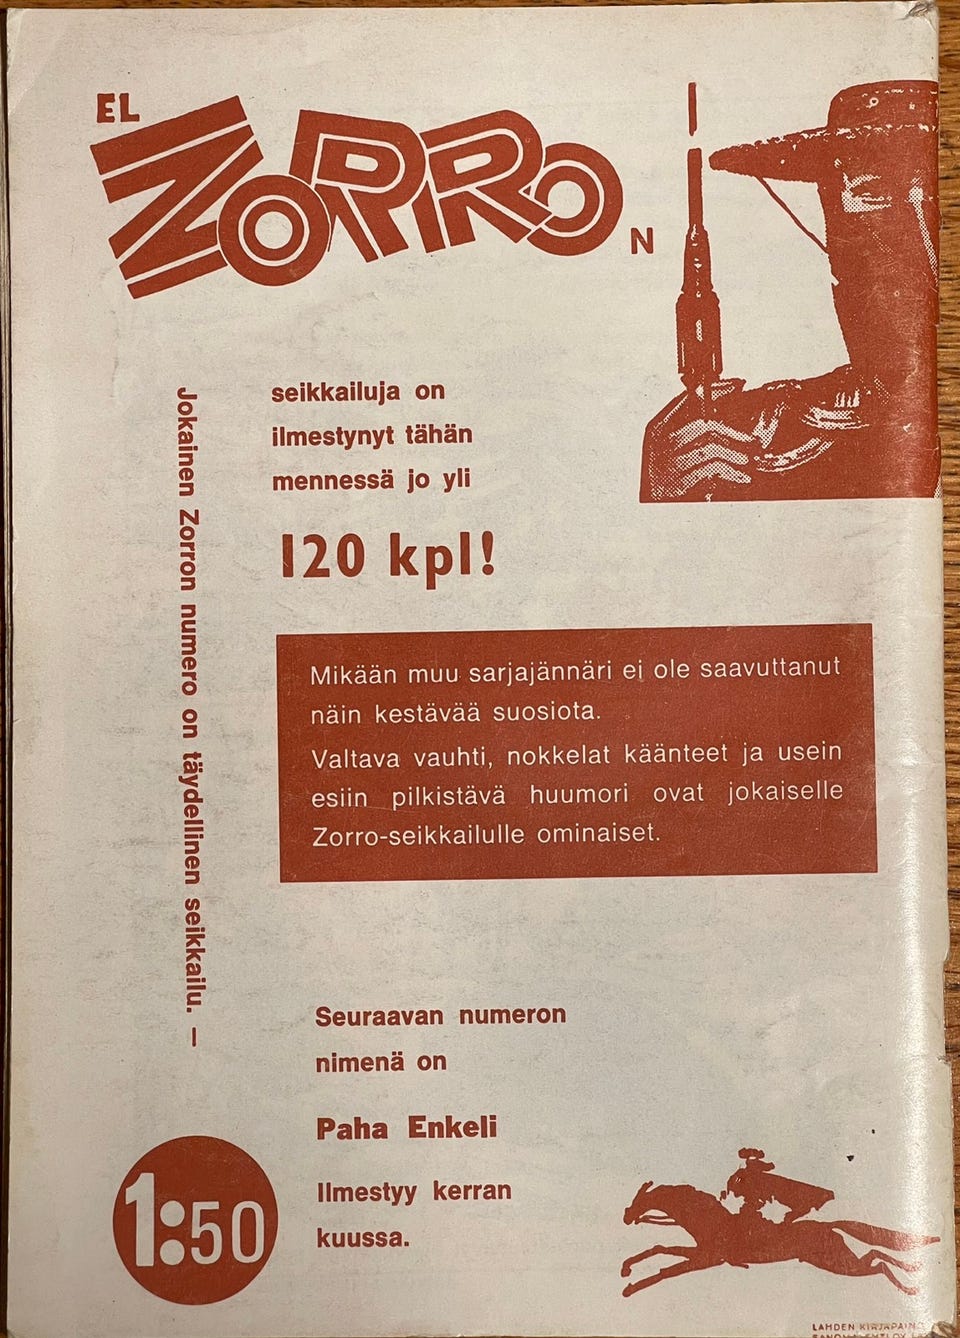 EL
ZORRO
N
seikkailuja on
ilmestynyt tähän
mennessä jo yli
120 kpl!
Jokainen Zorron numero on täydellinen seikkailu. —
Mikään muu sarjajännäri ei ole saavuttanut
näin kestävää suosiota.
Valtava vauhti, nokkelat käänteet ja usein
esiin pilkistävä huumori ovat jokaiselle
Zorro-seikkailulle ominaiset.
Seuraavan numeron
nimenä on
Paha Enkeli
Ilmestyy kerran
kuussa.
1:50
LAHDEN